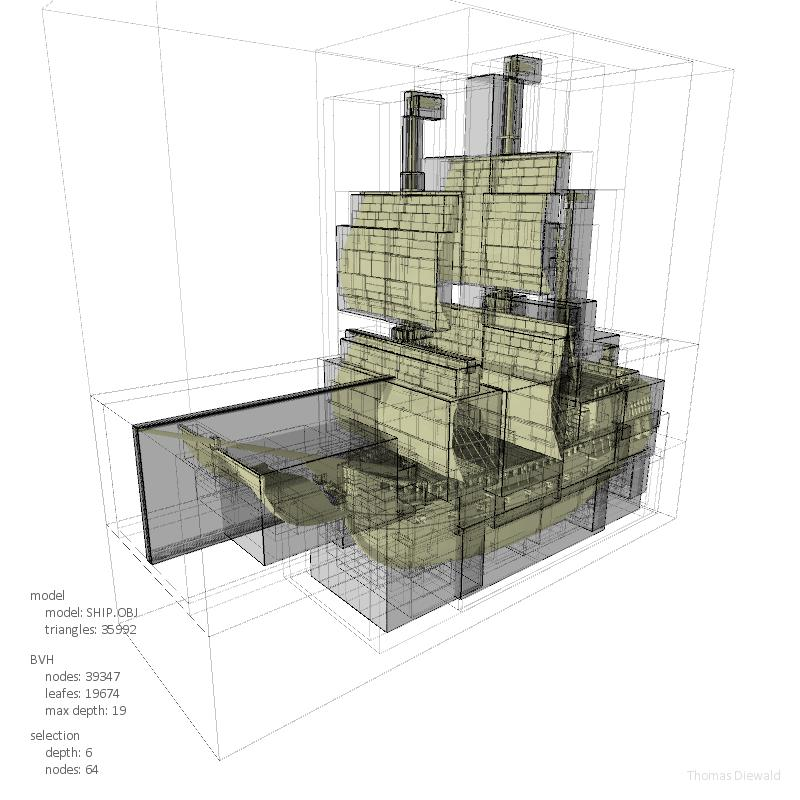 model
model: SHIP.OBJ
triangles: 35992
BVH
nodes: 39347
leafes: 19674
max depth: 19
selection
depth: 6
nodes: 64
Thomas Diewald